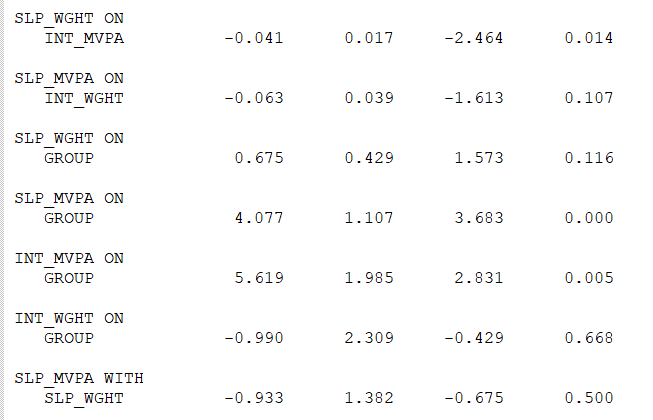 SLP_WGHT ON
INT_MVPA -0.041 0.017 -2.464 0.014
SLP_MVPA ON
INT_WGHT -0.063 0.039 -1.613 0.107
SLP_WGHT ON
GROUP 0.675 0.429 1.573 0.116
SLP_MVPA ON
GROUP 4.077 1.107 3.683 0.000
INT_MVPA ON
GROUP 5.619 1.985 2.831 0.005
INT_WGHT ON
GROUP -0.990 2.309 -0.429 0.668
SLP_MVPA WITH
SLP_WGHT -0.933 1.382 -0.675 0.500